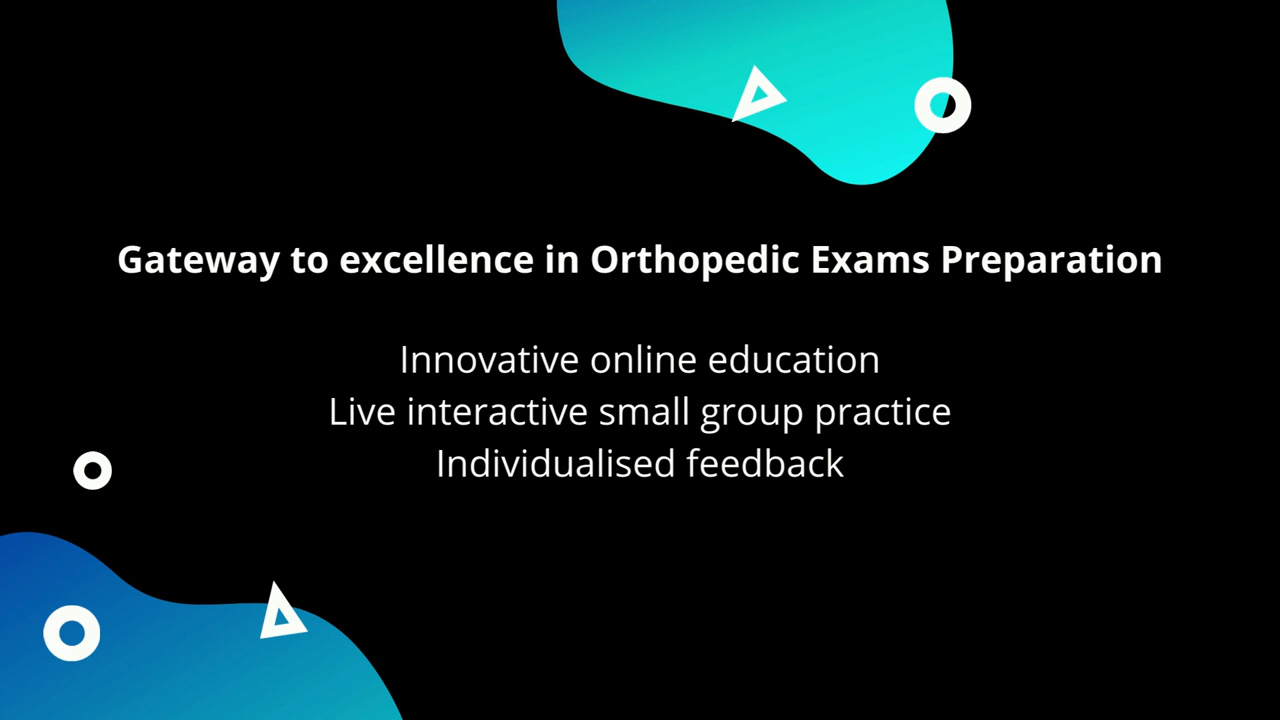 Gateway to excellence in Orthopedic Exams Preparation
Innovative online education
Live interactive small group practice
Individualised feedback